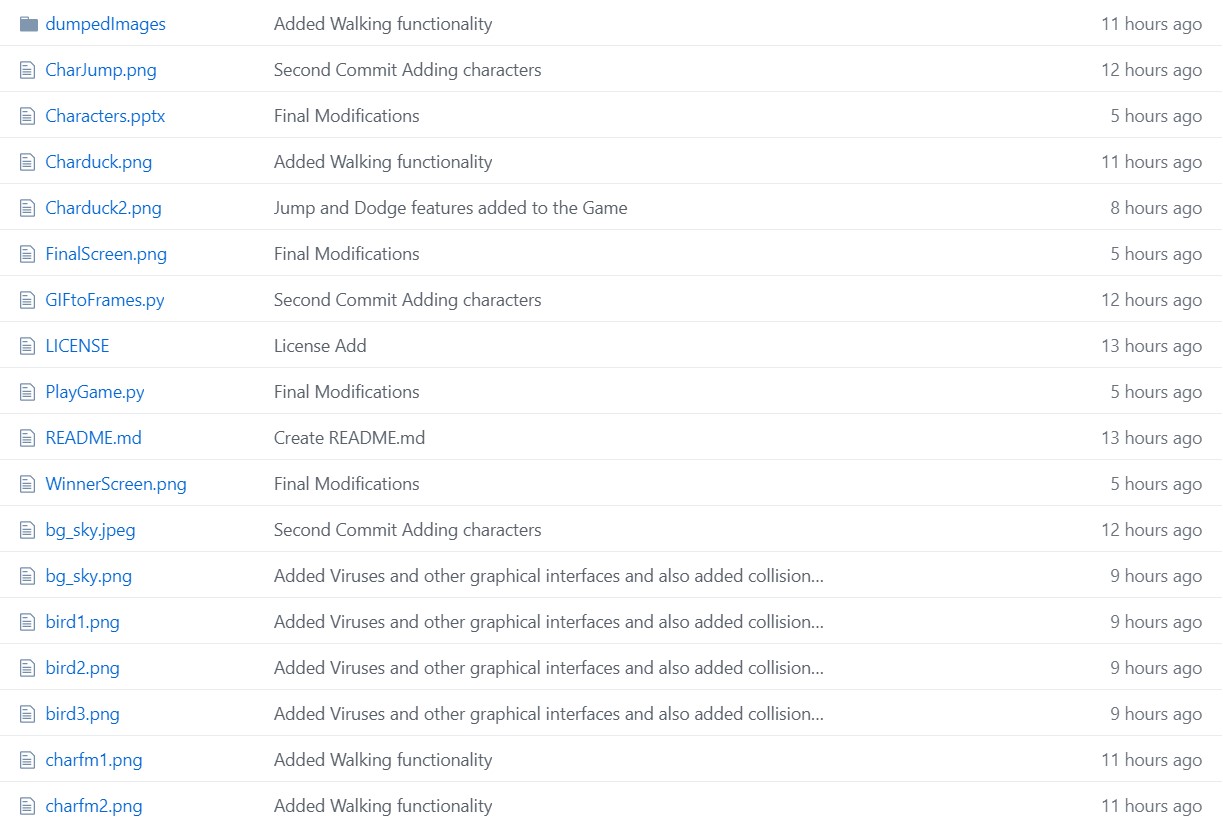 dumpedImages Added Walking functionality 11 hours ago
CharJump.png Second Commit Adding characters 12 hours ago
Characters.pptx Final Modifications 5 hours ago
Charduck.png Added Walking functionality 11 hours ago
Charduck2.png Jump and Dodge features added to the Game 8 hours ago
FinalScreen.png Final Modifications 5 hours ago
GIFtoFrames.py Second Commit Adding characters 12 hours ago
LICENSE License Add 13 hours ago
PlayGame.py Final Modifications 5 hours ago
README.md Create README.md 13 hours ago
WinnerScreen.png Final Modifications 5 hours ago
bg_sky.jpeg Second Commit Adding characters 12 hours ago
bg_sky.png Added Viruses and other graphical interfaces and also added collision... 9 hours ago
bird1.png Added Viruses and other graphical interfaces and also added collision... 9 hours ago
bird2.png Added Viruses and other graphical interfaces and also added collision... 9 hours ago
bird3.png Added Viruses and other graphical interfaces and also added collision... 9 hours ago
charfm1.png Added Walking functionality 11 hours ago
charfm2.png Added Walking functionality 11 hours ago